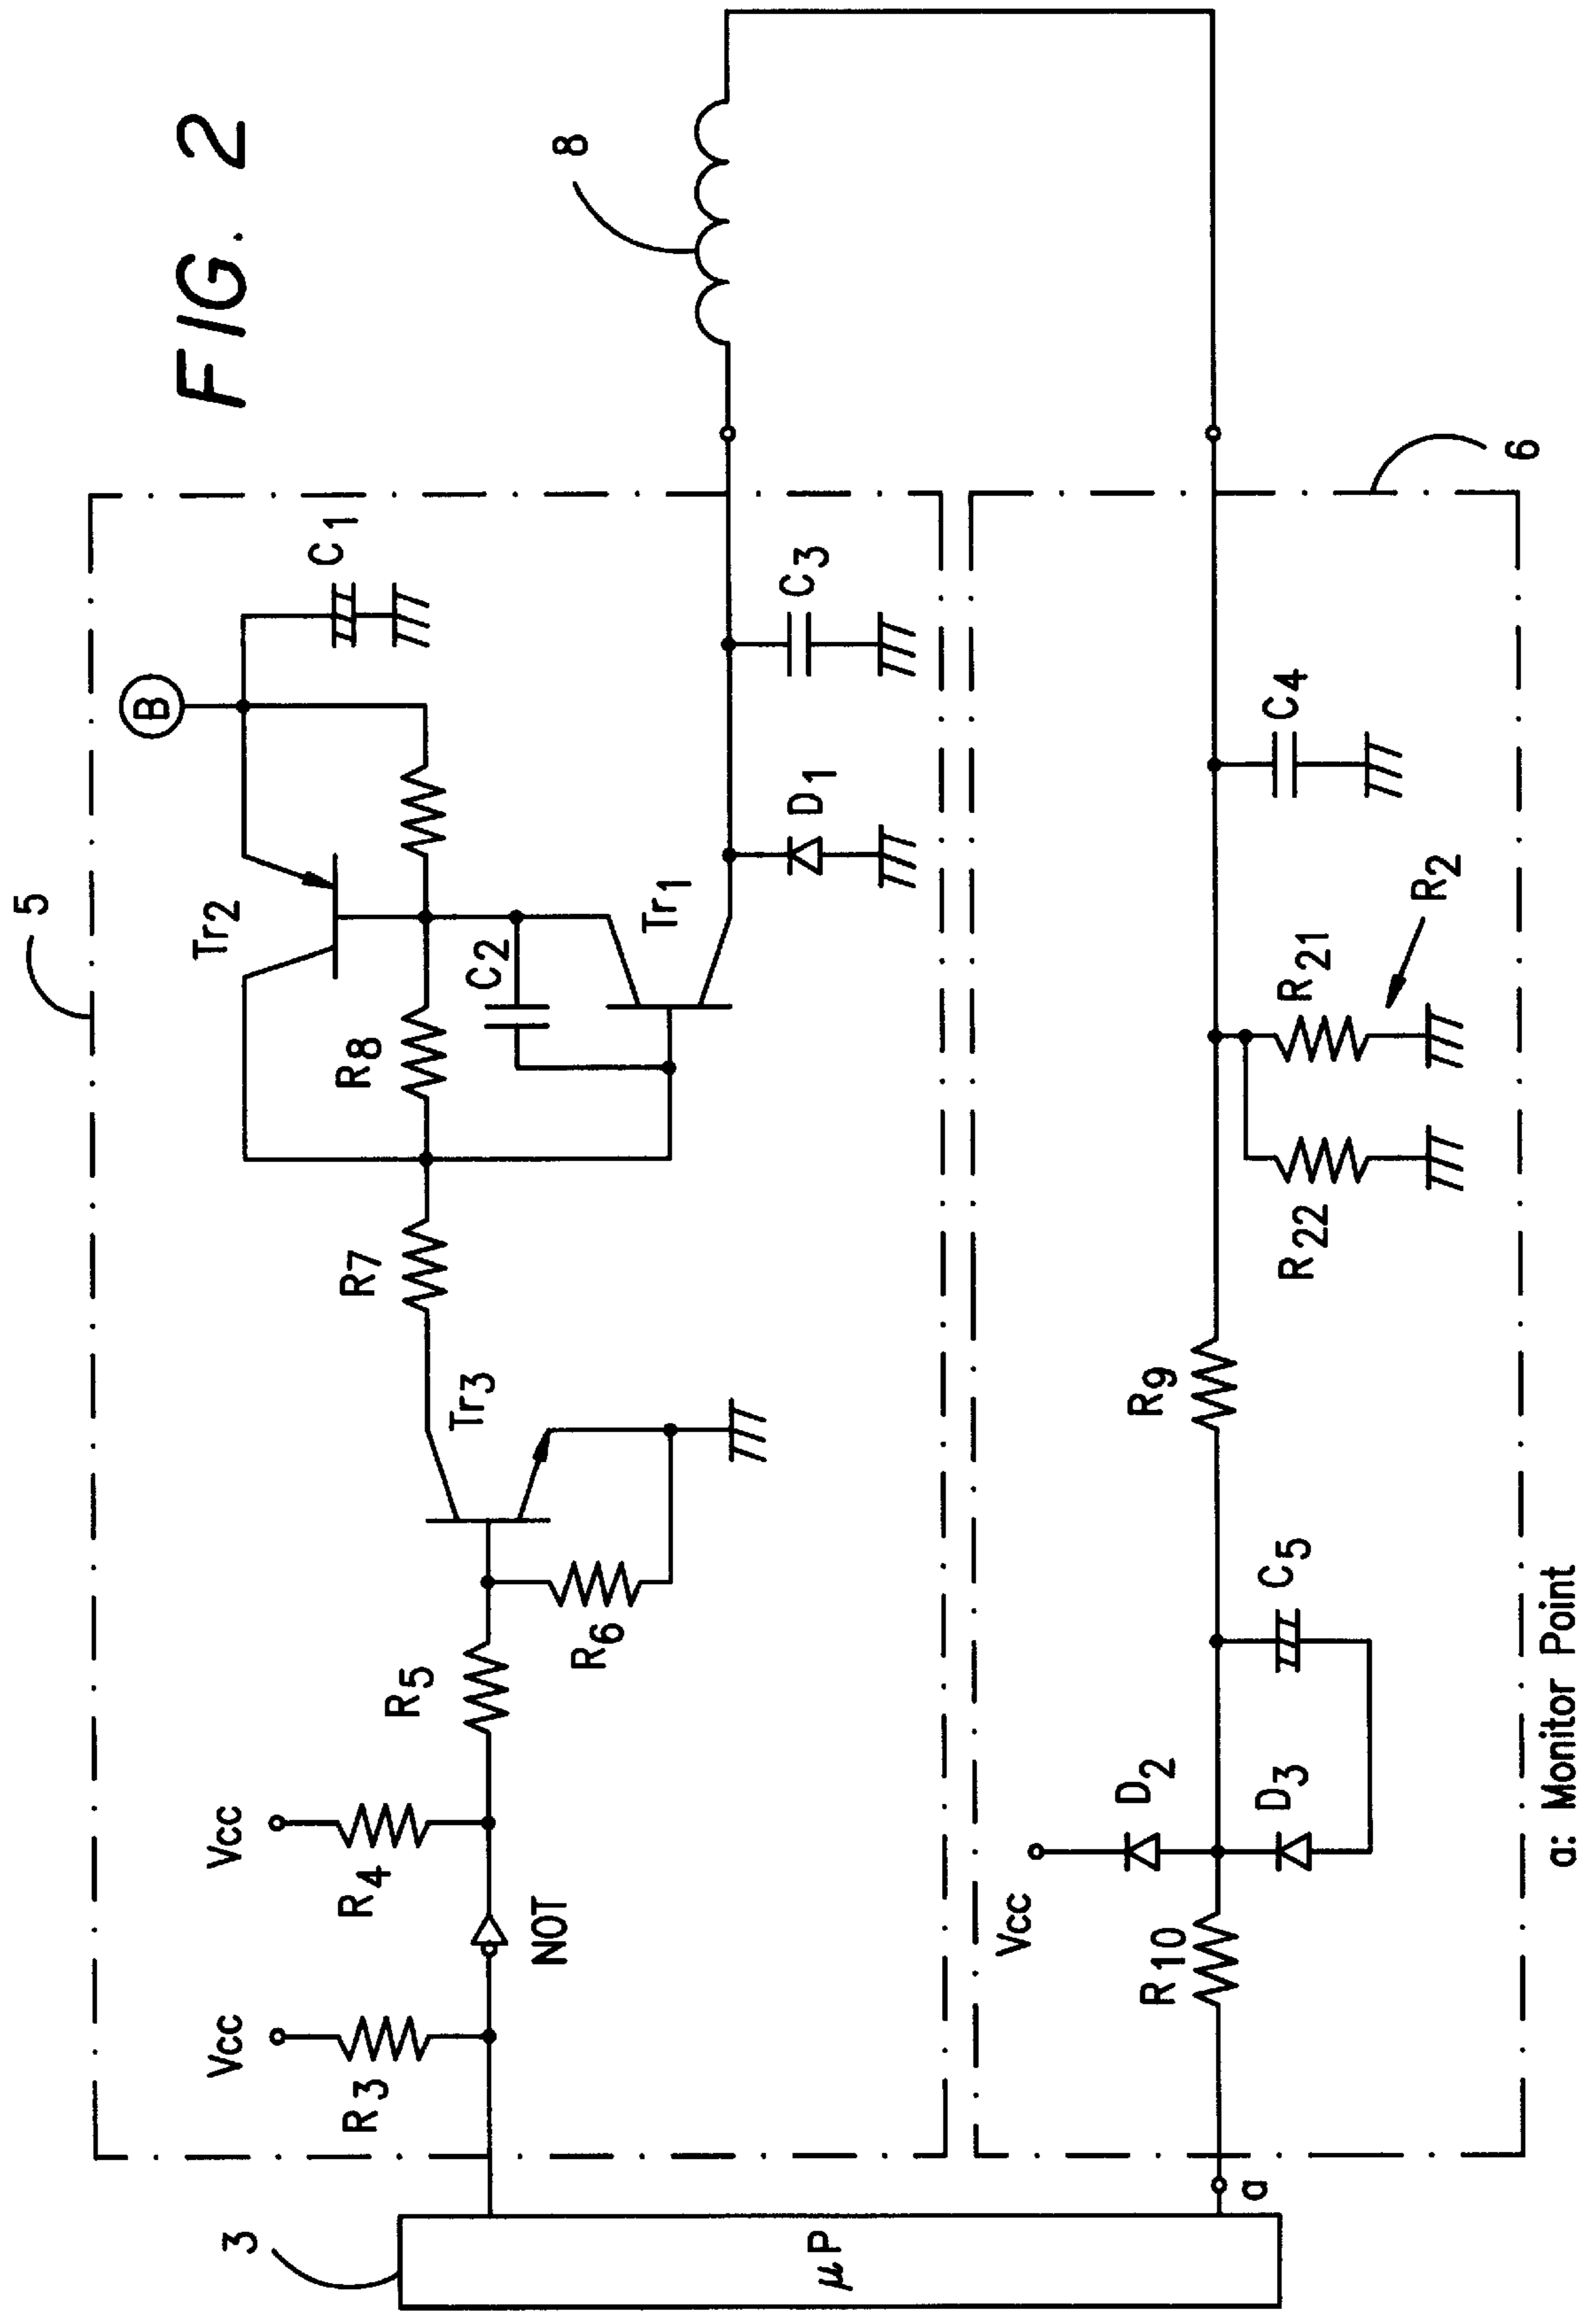 FIG. 2
5
B
C1
Tr2
R8
C2
Tr1
D1
C3
8
R7
Tr3
R5
R6
Vcc
R4
NOT
Vcc
R3
3
μP
6
C4
R2
R21
R22
R9
C5
D2
D3
Vcc
R10
a
a: Monitor Point